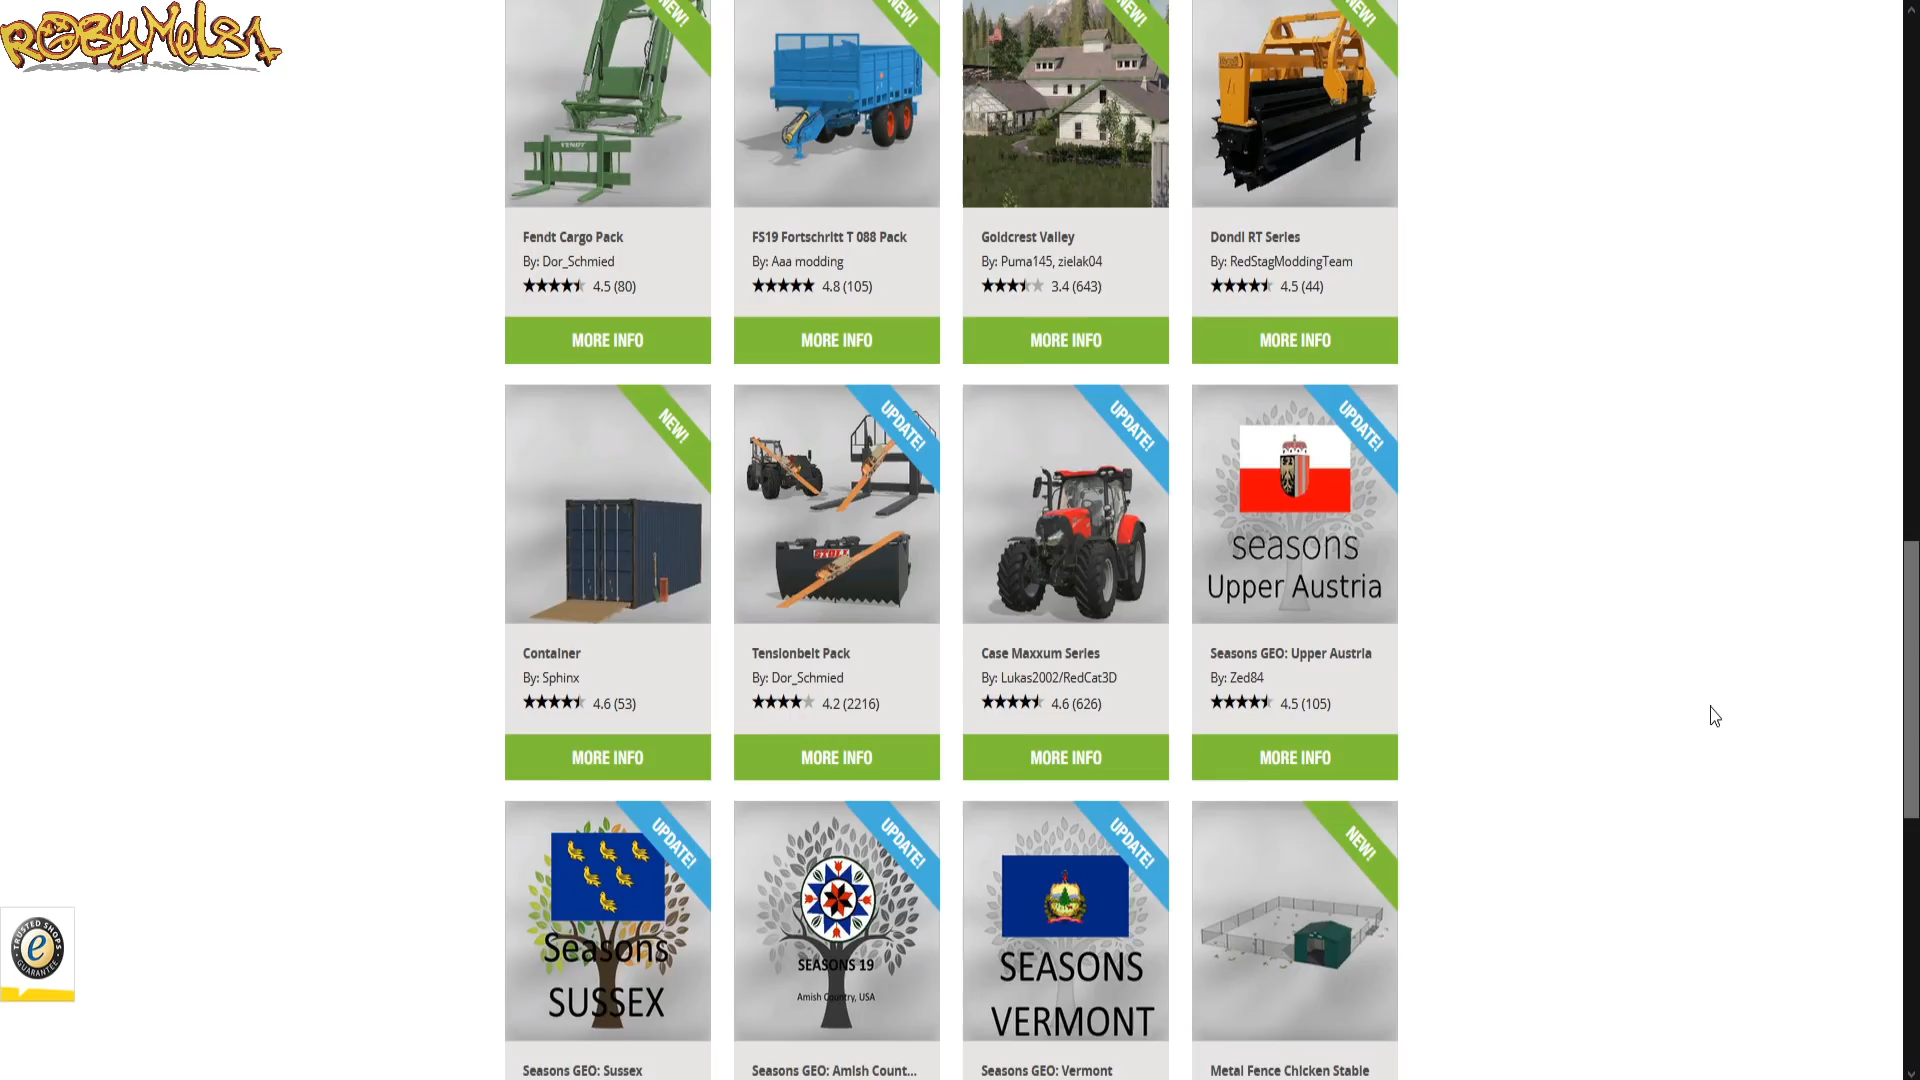 RobyMel81
NEW!
NEW!
NEW!
NEW!
FENDT
Fendt Cargo Pack
By: Dor_Schmied
4.5 (80)
MORE INFO
FS19 Fortschritt T 088 Pack
By: Aaa modding
4.8 (105)
MORE INFO
Goldcrest Valley
By: Puma145, zielak04
3.4 (643)
MORE INFO
Dondi RT Series
By: RedStagModdingTeam
4.5 (44)
MORE INFO
NEW!
Container
By: Sphinx
4.6 (53)
MORE INFO
UPDATE!
STOLL
Tensionbelt Pack
By: Dor_Schmied
4.2 (2216)
MORE INFO
UPDATE!
Case Maxxum Series
By: Lukas2002/RedCat3D
4.6 (626)
MORE INFO
UPDATE!
seasons
Upper Austria
Seasons GEO: Upper Austria
By: Zed84
4.5 (105)
MORE INFO
UPDATE!
Seasons
SUSSEX
Seasons GEO: Sussex
UPDATE!
SEASONS 19
Amish Country, USA
Seasons GEO: Amish Count...
UPDATE!
SEASONS
VERMONT
Seasons GEO: Vermont
NEW!
Metal Fence Chicken Stable
TRUSTED SHOPS
e
GUARANTEE